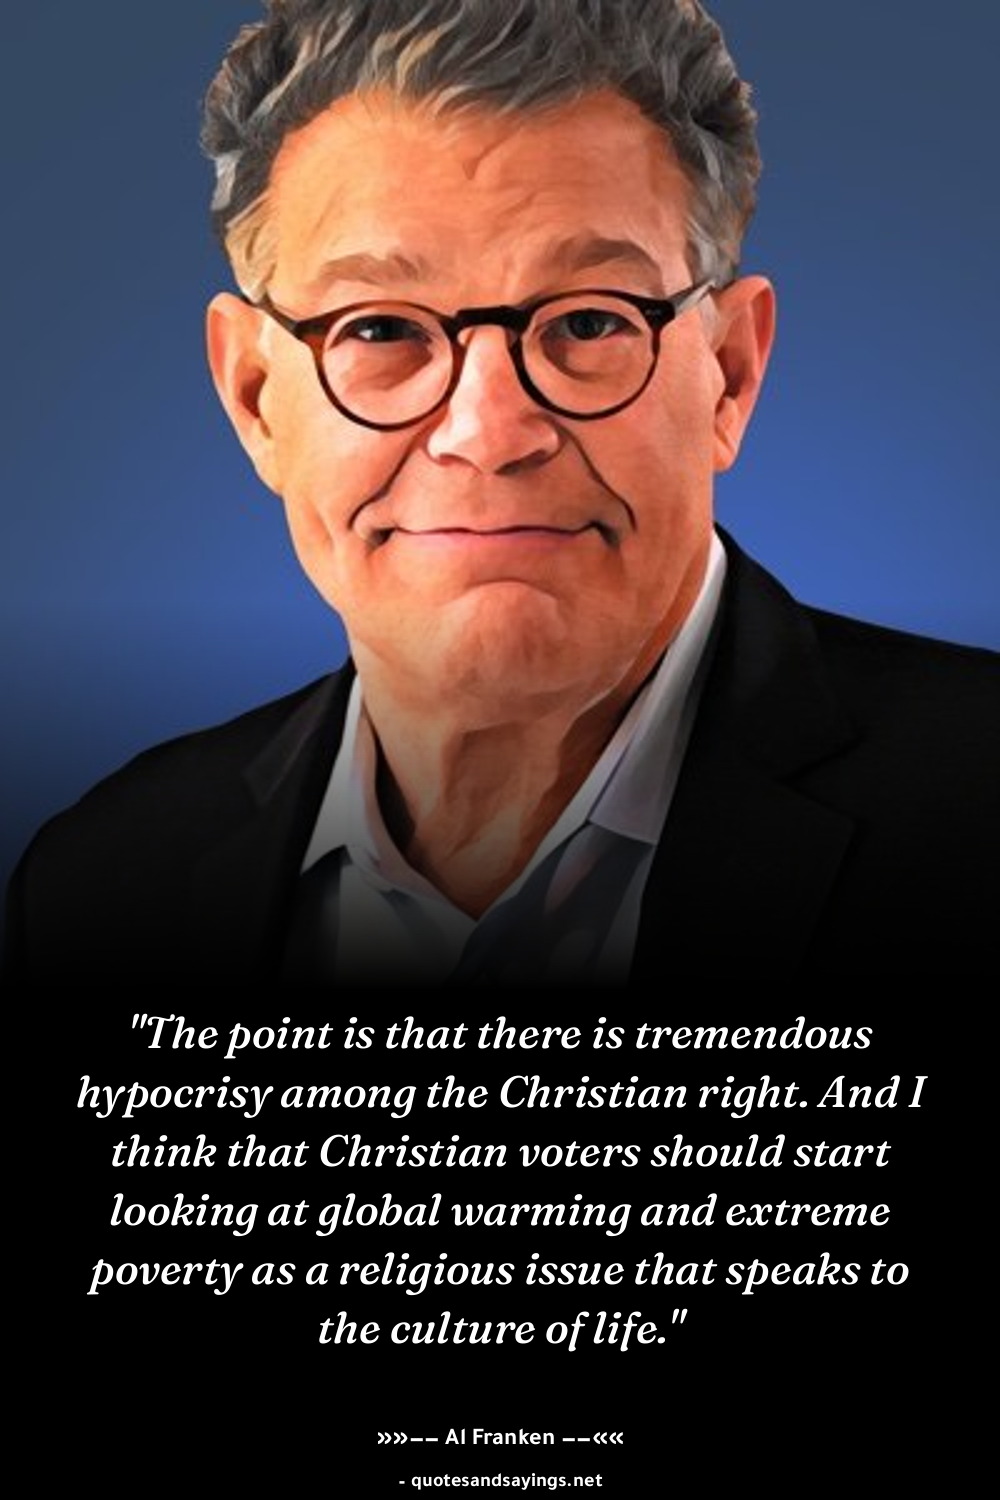 "The point is that there is tremendous
hypocrisy among the Christian right. And I
think that Christian voters should start
looking at global warming and extreme
poverty as a religious issue that speaks to
the culture of life."
»»−− Al Franken −−««
- quotesandsayings.net